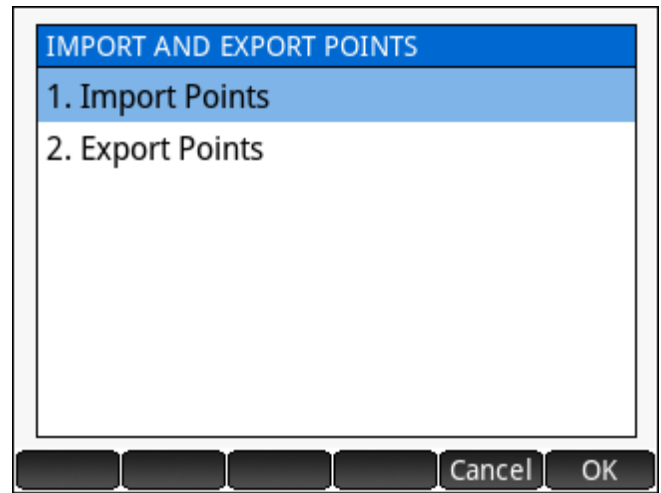 IMPORT AND EXPORT POINTS
1. Import Points
2. Export Points
Cancel OK